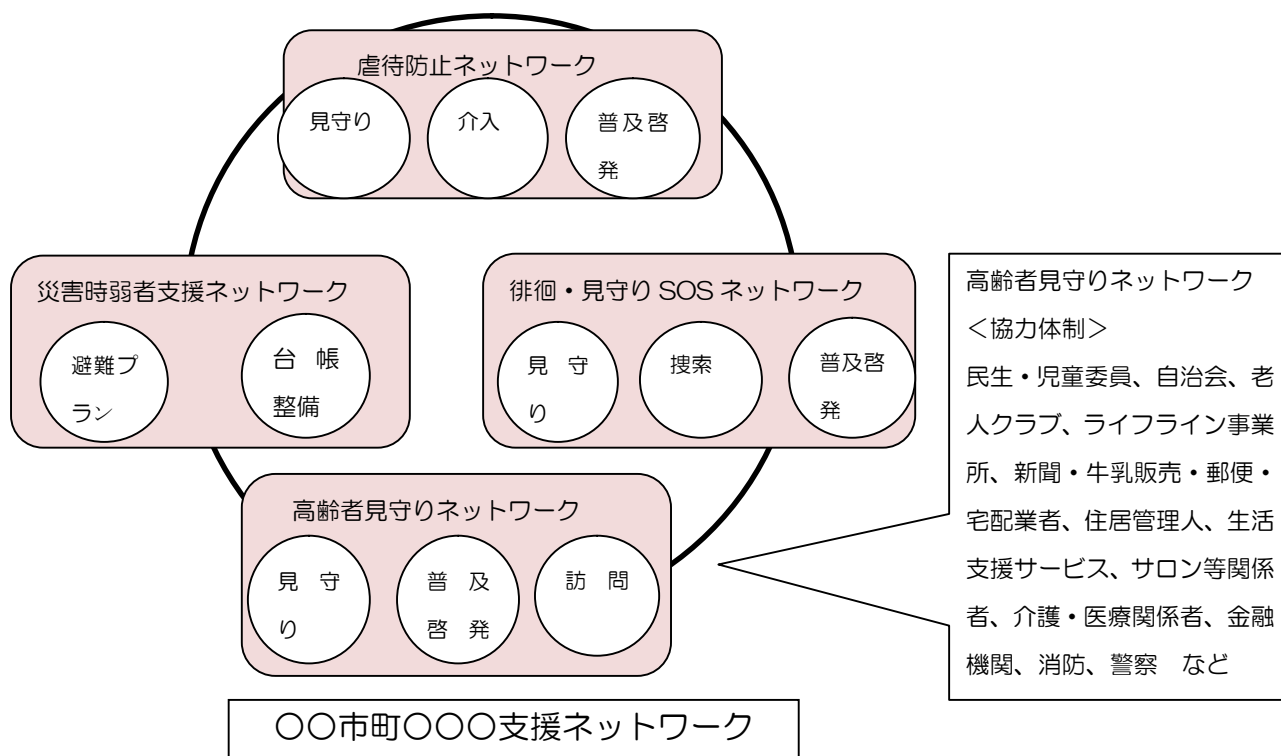 虐待防止ネットワーク
見守り
介入
普及啓
発
災害時弱者支援ネットワーク
避難プ
ラン
台 帳
整備
徘徊・見守り SOS ネットワーク
見 守
り
捜索
普及啓
発
高齢者見守りネットワーク
見 守
り
普 及
啓 発
訪 問
高齢者見守りネットワーク
<協力体制>
民生・児童委員、自治会、老
人クラブ、ライフライン事業
所、新聞・牛乳販売・郵便・
宅配業者、住居管理人、生活
支援サービス、サロン等関係
者、介護・医療関係者、金融
機関、消防、警察 など
〇〇市町〇〇〇支援ネットワーク